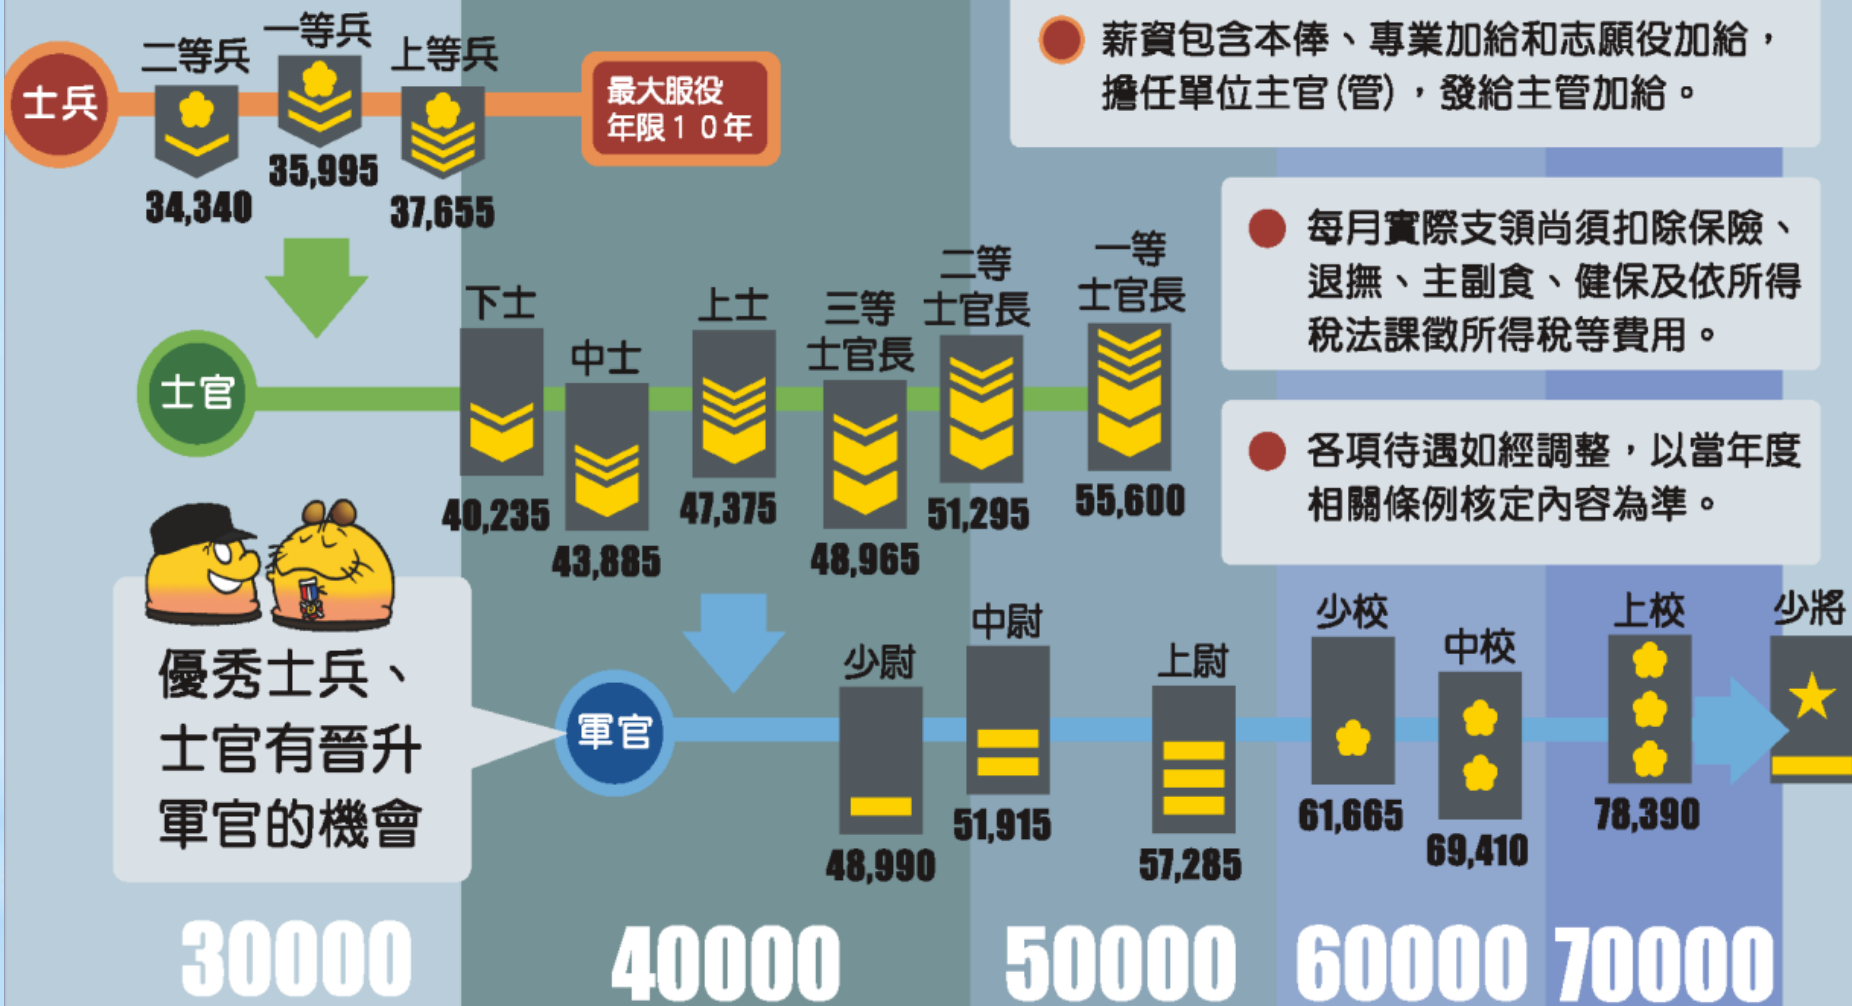 士兵
二等兵
34,340
一等兵
35,995
上等兵
37,655
最大服役
年限10年
薪資包含本俸、專業加給和志願役加給，
擔任單位主官(管)，發給主管加給。
每月實際支領尚須扣除保險、
退撫、主副食、健保及依所得
稅法課徵所得稅等費用。
各項待遇如經調整，以當年度
相關條例核定內容為準。
士官
下士
40,235
中士
43,885
上士
47,375
三等
士官長
48,965
二等
士官長
51,295
一等
士官長
55,600
優秀士兵、
士官有晉升
軍官的機會
軍官
少尉
48,990
中尉
51,915
上尉
57,285
少校
61,665
中校
69,410
上校
78,390
少將
30000
40000
50000
60000
70000